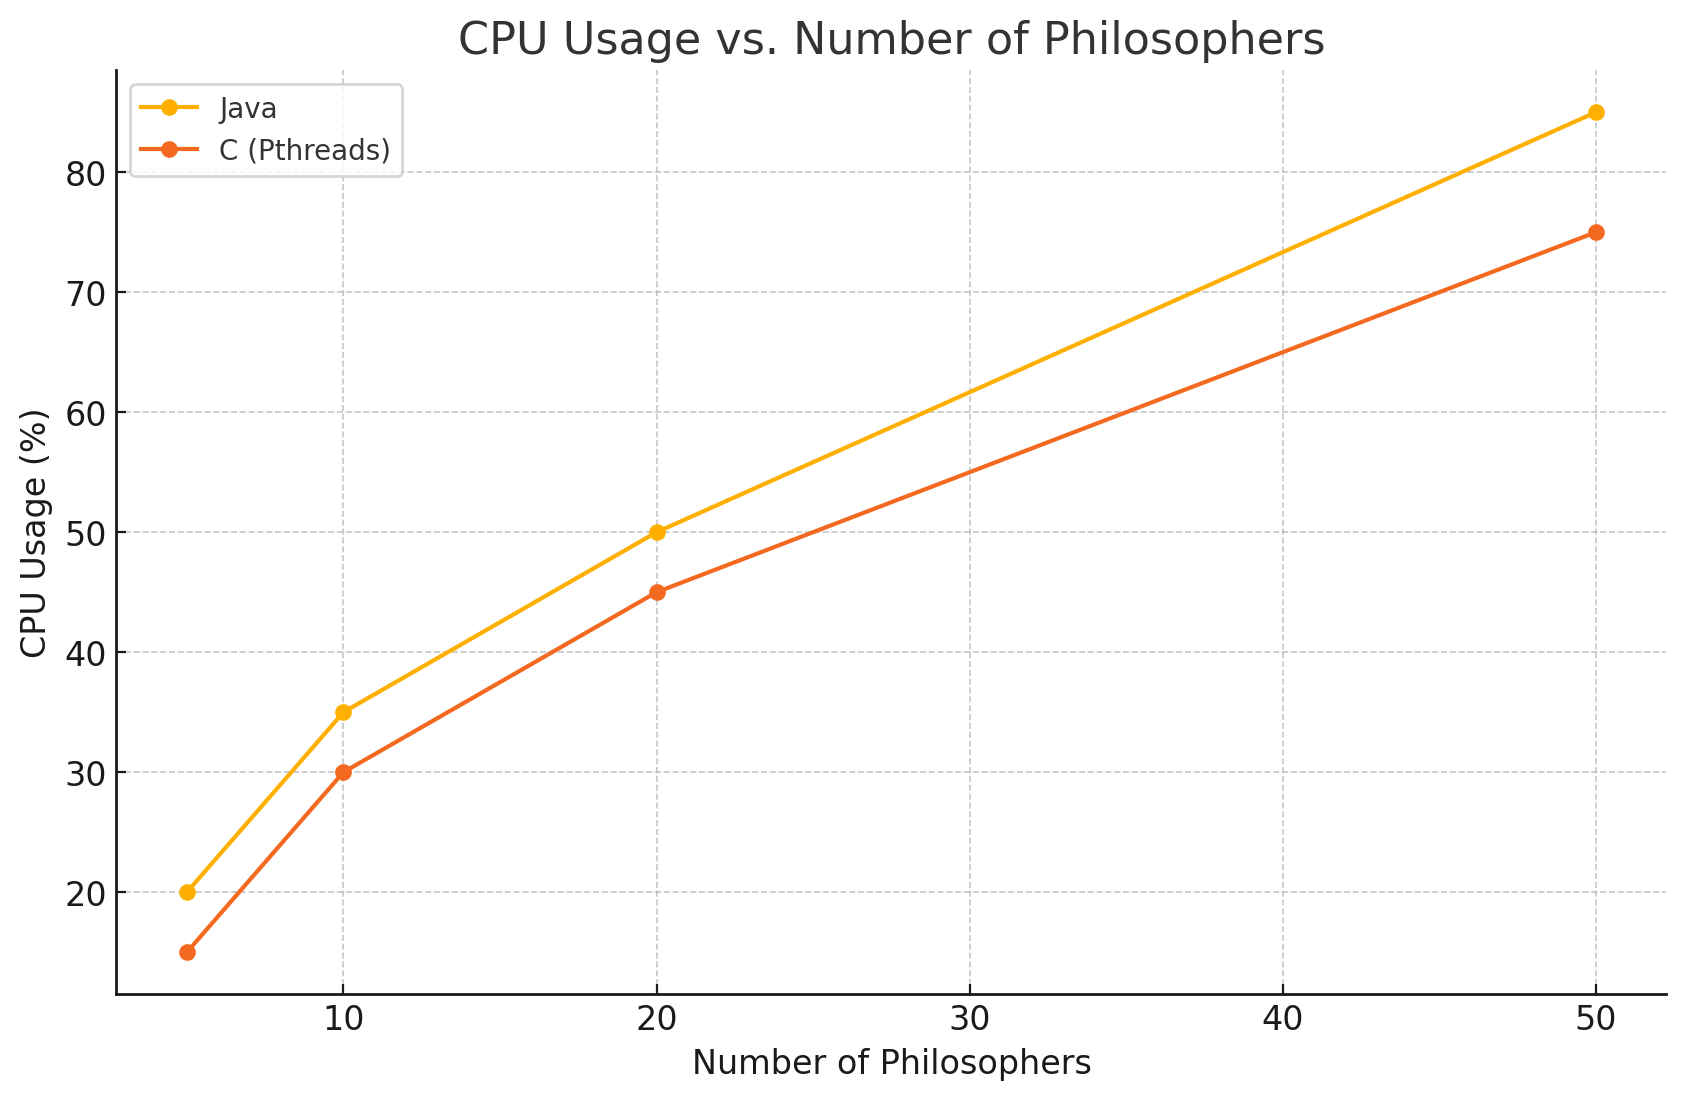 CPU Usage vs. Number of Philosophers
Java
C (Pthreads)
80
70
60
50
40
30
20
CPU Usage (%)
10 20 30 40 50
Number of Philosophers